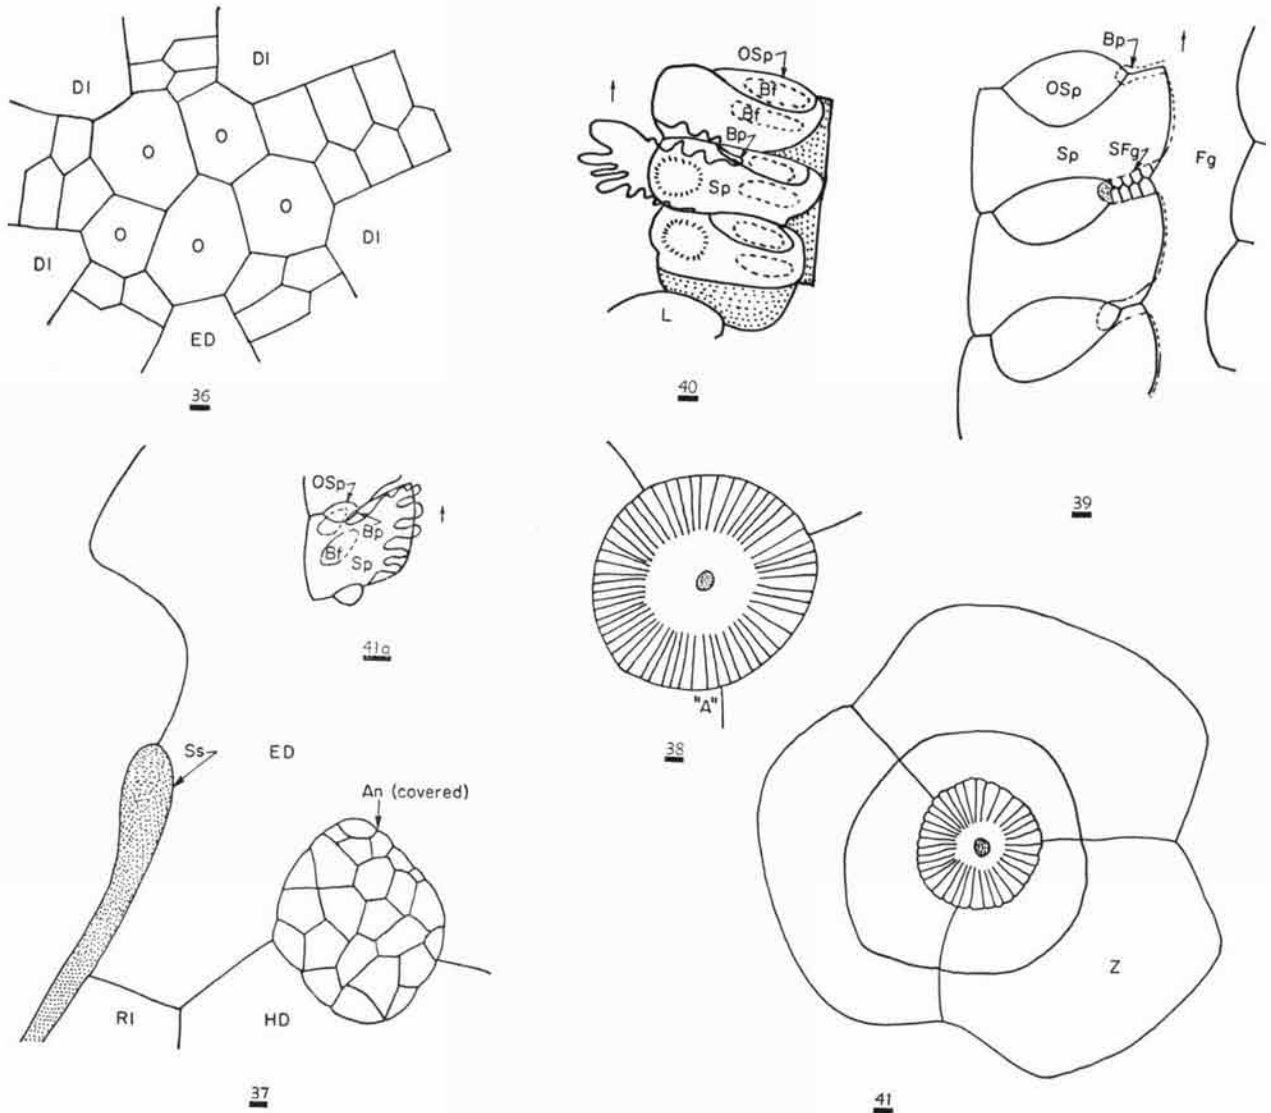 DI
DI
O
O
O
O
O
DI
DI
ED
36
OSp
Bf
Bf
Bp
Sp
L
40
Bp
OSp
Sp
SFg
Fg
39
OSp
Bp
Bf
Sp
41a
Ss
ED
An (covered)
RI
HD
37
"A"
38
Z
41